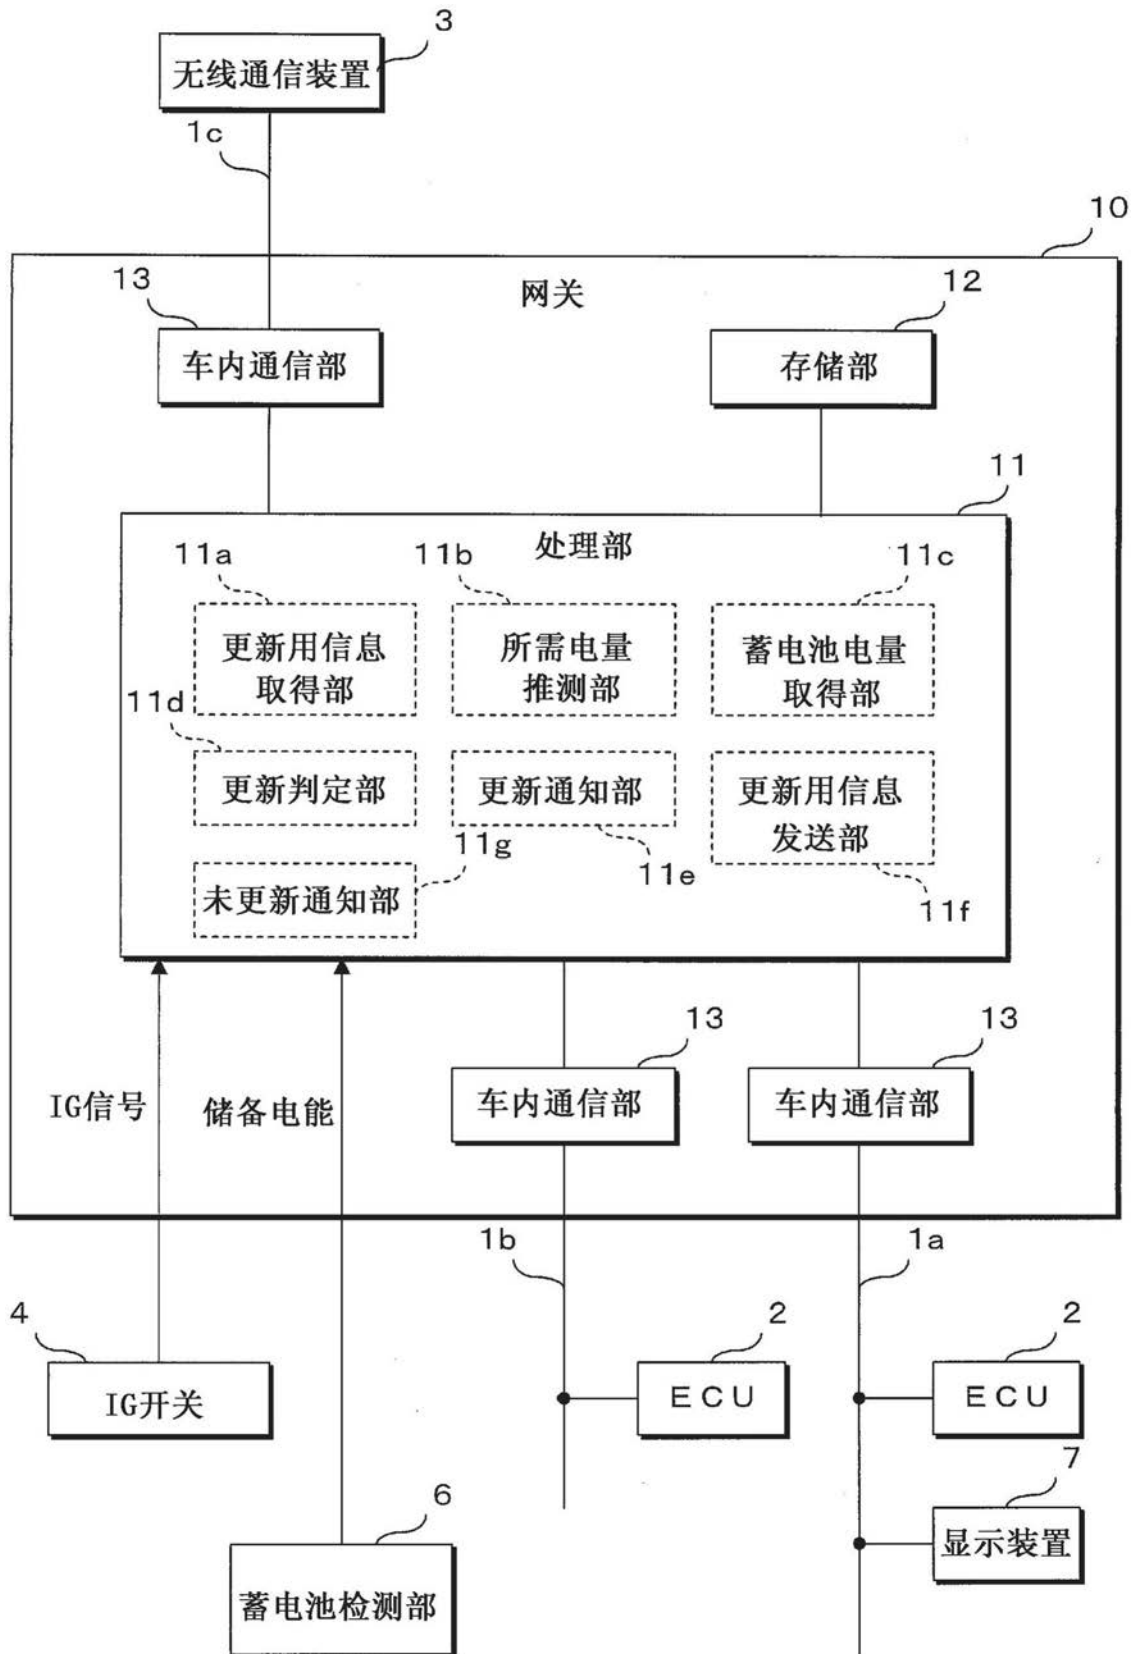 3
无线通信装置
1c
10
13
网关
12
车内通信部
存储部
11
处理部
11a
11b
11c
更新用信息
取得部
所需电量
推测部
蓄电池电量
取得部
11d
更新判定部
更新通知部
更新用信息
发送部
11g
11e
11f
未更新通知部
13
13
IG信号
储备电能
车内通信部
车内通信部
1b
1a
4
2
2
IG开关
ECU
ECU
7
6
显示装置
蓄电池检测部